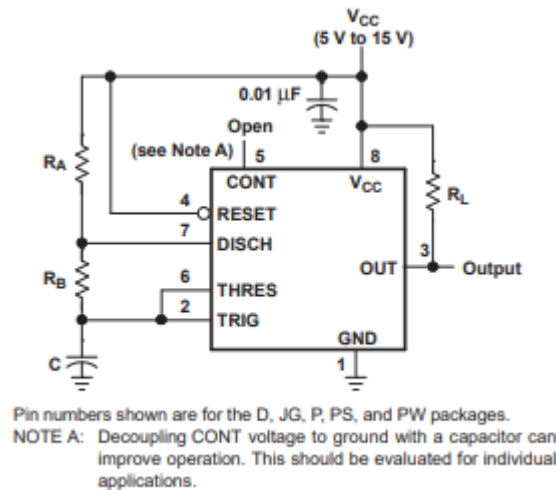 VCC
(5 V to 15 V)
0.01 μF
Open
(see Note A)
5
8
RA
CONT
VCC
RL
4
RESET
7
DISCH
3
OUT
Output
RB
6
THRES
2
TRIG
GND
C
1
Pin numbers shown are for the D, JG, P, PS, and PW packages.
NOTE A: Decoupling CONT voltage to ground with a capacitor can
improve operation. This should be evaluated for individual
applications.